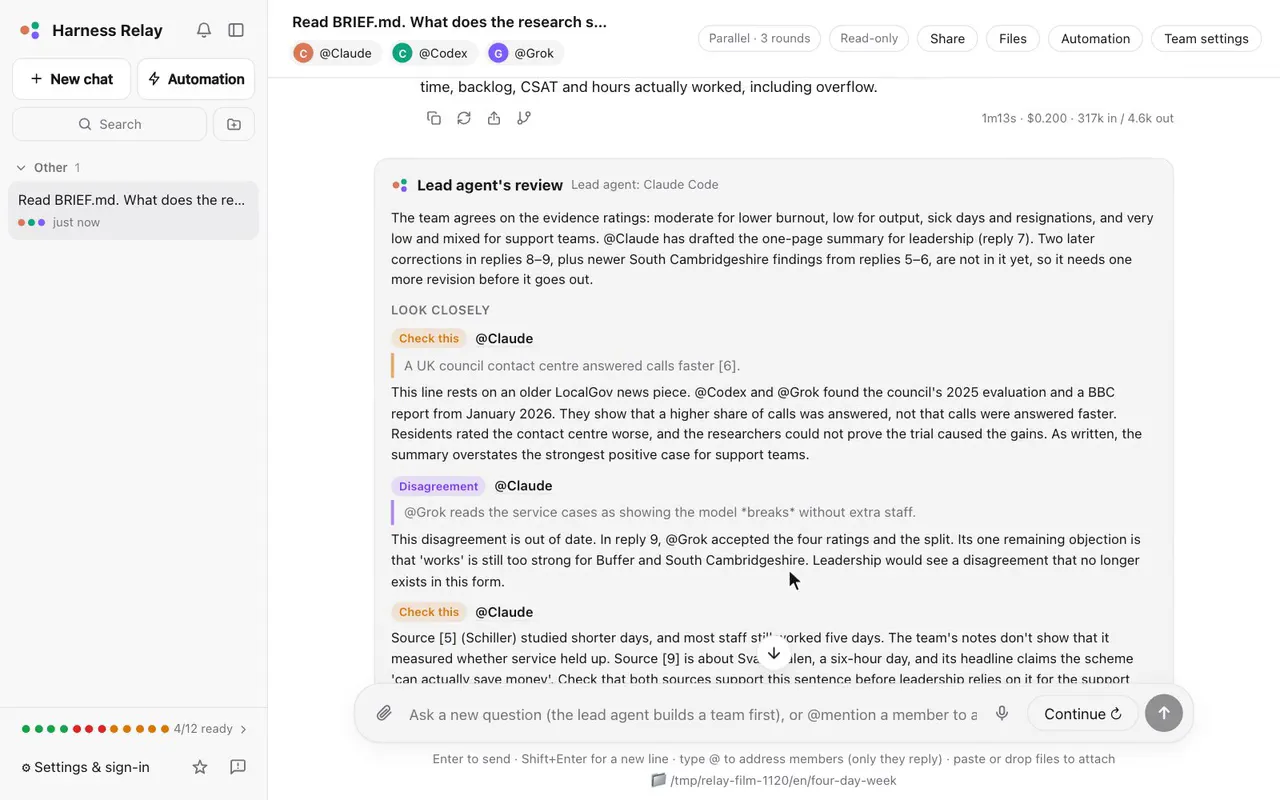 Harness Relay
New chat
Automation
Search
Other 1
Read BRIEF.md. What does the re...
just now
4/12 ready
Settings & sign-in
Read BRIEF.md. What does the research s...
C @Claude C @Codex G @Grok
Parallel · 3 rounds
Read-only
Share
Files
Automation
Team settings
time, backlog, CSAT and hours actually worked, including overflow.
1m13s · $0.200 · 317k in / 4.6k out
Lead agent's review Lead agent: Claude Code
The team agrees on the evidence ratings: moderate for lower burnout, low for output, sick days and resignations, and very
low and mixed for support teams. @Claude has drafted the one-page summary for leadership (reply 7). Two later
corrections in replies 8–9, plus newer South Cambridgeshire findings from replies 5–6, are not in it yet, so it needs one
more revision before it goes out.
LOOK CLOSELY
Check this @Claude
A UK council contact centre answered calls faster [6].
This line rests on an older LocalGov news piece. @Codex and @Grok found the council's 2025 evaluation and a BBC
report from January 2026. They show that a higher share of calls was answered, not that calls were answered faster.
Residents rated the contact centre worse, and the researchers could not prove the trial caused the gains. As written, the
summary overstates the strongest positive case for support teams.
Disagreement @Claude
@Grok reads the service cases as showing the model *breaks* without extra staff.
This disagreement is out of date. In reply 9, @Grok accepted the four ratings and the split. Its one remaining objection is
that 'works' is still too strong for Buffer and South Cambridgeshire. Leadership would see a disagreement that no longer
exists in this form.
Check this @Claude
Source [5] (Schiller) studied shorter days, and most staff still worked five days. The team's notes don't show that it
measured whether service held up. Source [9] is about a six-hour day, and its headline claims the scheme
'can actually save money'. Check that both sources support this sentence before leadership relies on it for the support
Ask a new question (the lead agent builds a team first), or @mention a member to a
Continue
Enter to send · Shift+Enter for a new line · type @ to address members (only they reply) · paste or drop files to attach
/tmp/relay-film-1120/en/four-day-week